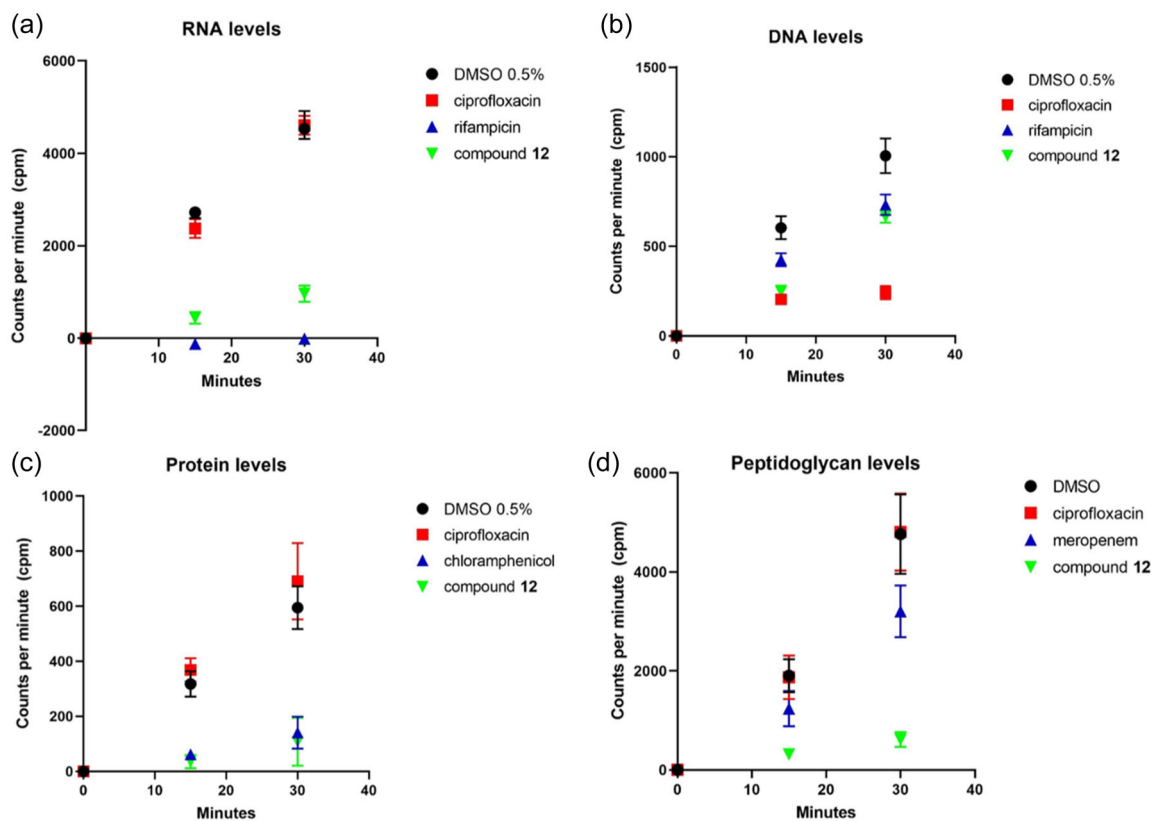 (a)
RNA levels
6000
4000
2000
0
-2000
10
20
30
40
Counts per minute (cpm)
Minutes
DMSO 0.5%
ciprofloxacin
rifampicin
compound 12
(b)
DNA levels
1500
1000
500
0
0
10
20
30
40
Counts per minute (cpm)
Minutes
DMSO 0.5%
ciprofloxacin
rifampicin
compound 12
(c)
Protein levels
1000
800
600
400
200
0
0
10
20
30
40
Counts per minute (cpm)
Minutes
DMSO 0.5%
ciprofloxacin
chloramphenicol
compound 12
(d)
Peptidoglycan levels
6000
4000
2000
0
0
10
20
30
40
Counts per minute (cpm)
Minutes
DMSO
ciprofloxacin
meropenem
compound 12